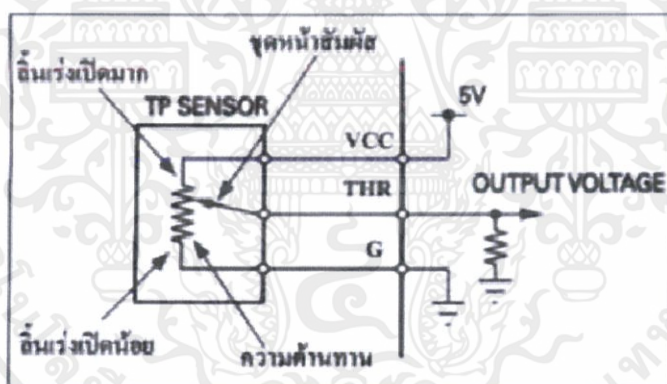 ชุดหน้าสัมผัส
ลิ้นเร่งเปิดมาก
TP SENSOR
5V
VCC
THR
OUTPUT VOLTAGE
G
ลิ้นเร่งเปิดน้อย
ความต้านทาน